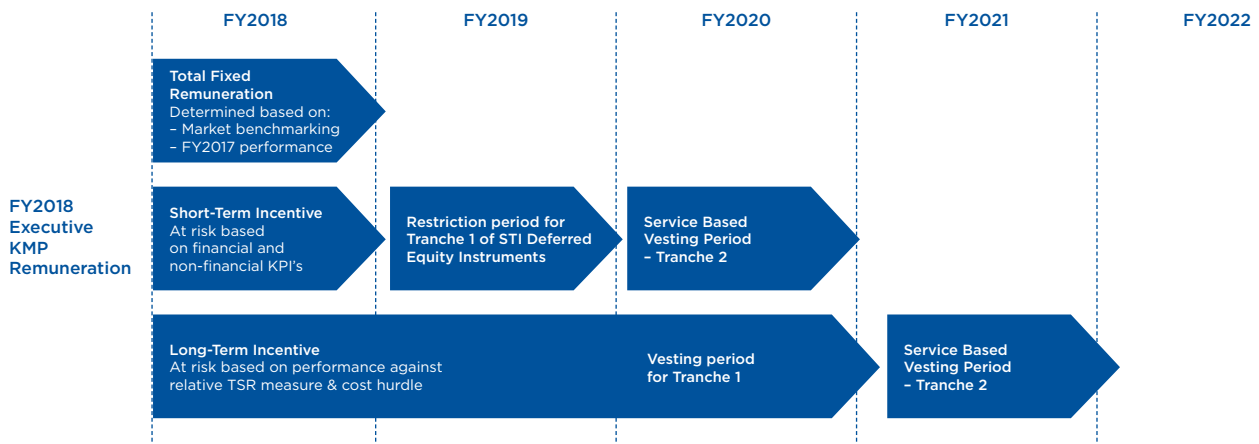 FY2018
FY2019
FY2020
FY2021
FY2022
Total Fixed
Remuneration
Determined based on:
– Market benchmarking
– FY2017 performance
FY2018
Executive
KMP
Remuneration
Short-Term Incentive
At risk based
on financial and
non-financial KPI's
Restriction period for
Tranche 1 of STI Deferred
Equity Instruments
Service Based
Vesting Period
– Tranche 2
Long-Term Incentive
At risk based on performance against
relative TSR measure & cost hurdle
Vesting period
for Tranche 1
Service Based
Vesting Period
– Tranche 2